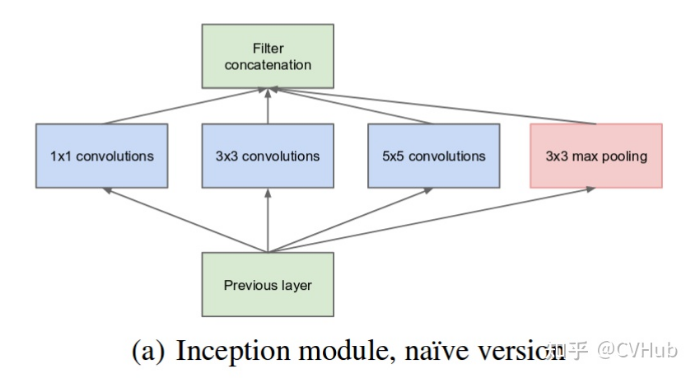 Filter
concatenation
1x1 convolutions
3x3 convolutions
5x5 convolutions
3x3 max pooling
Previous layer
(a) Inception module, naïve version
知乎 @CVHub